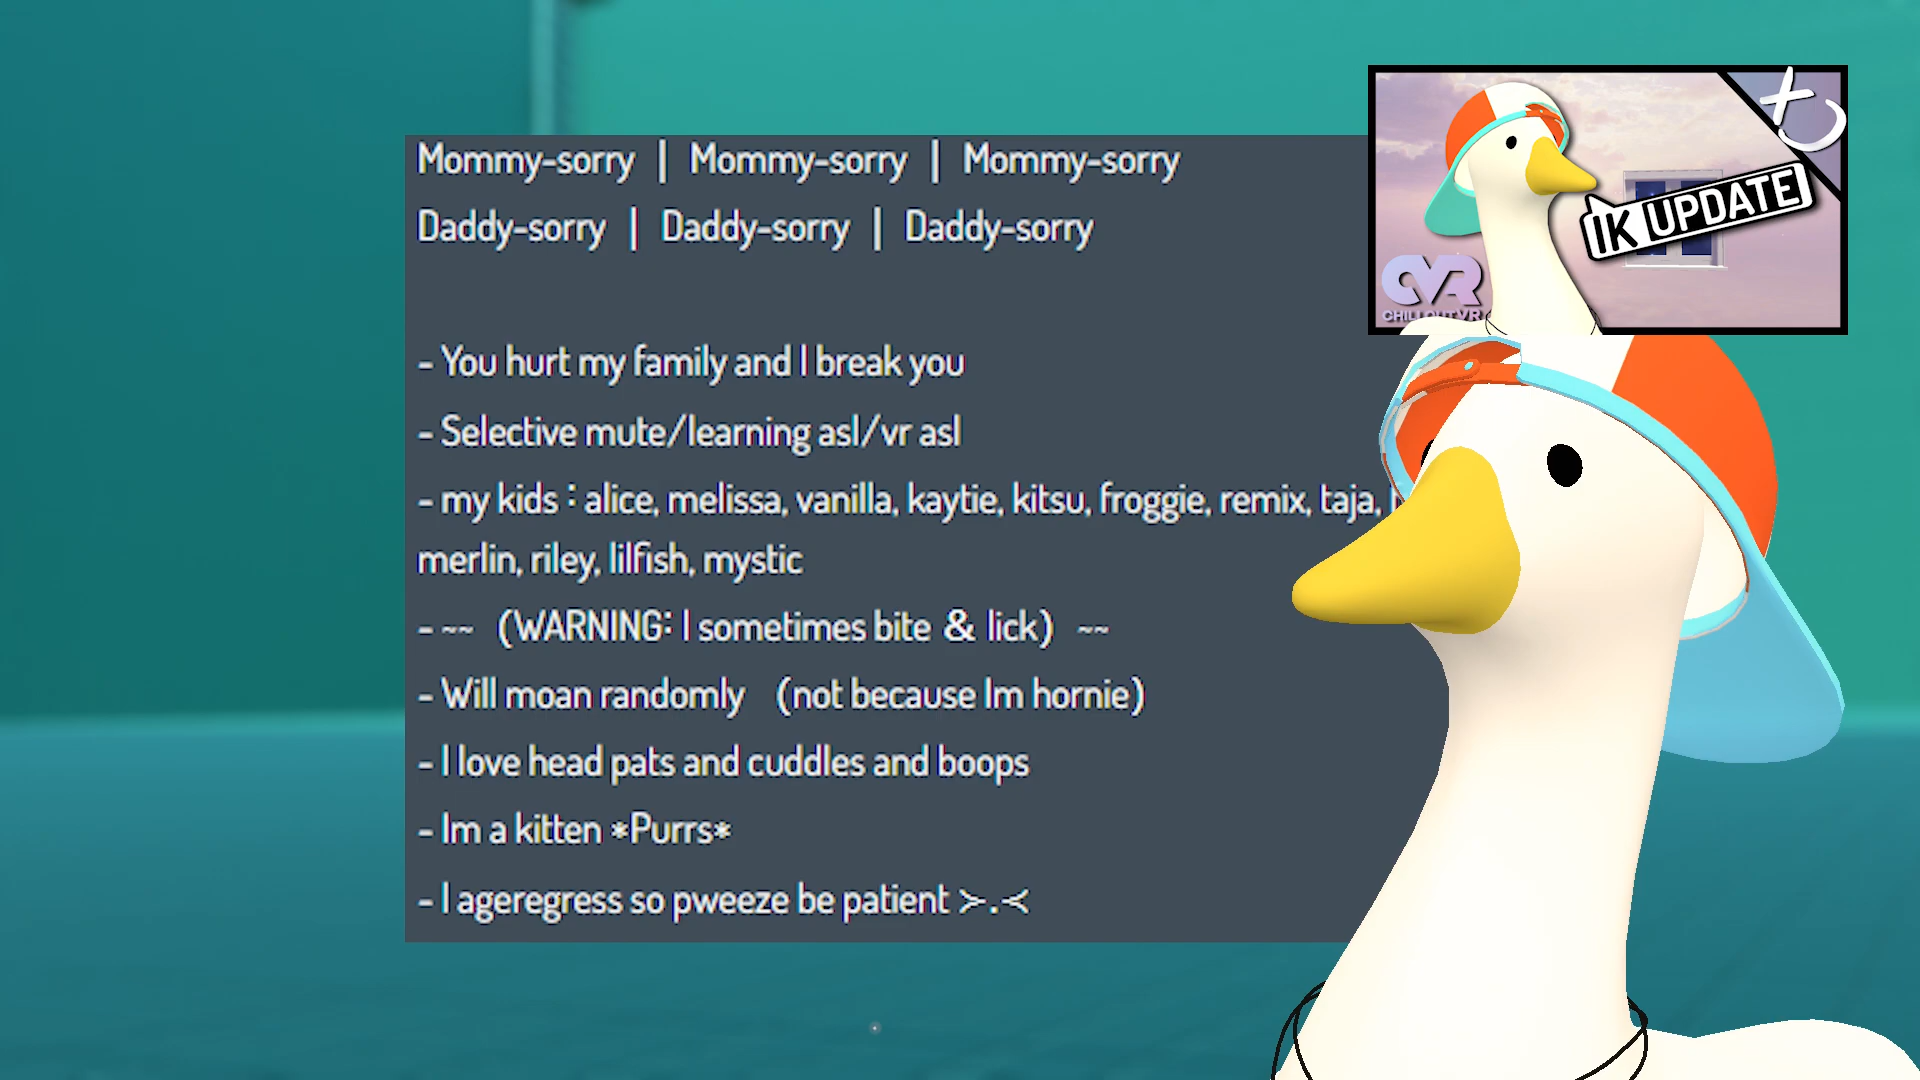 Mommy-sorry | Mommy-sorry | Mommy-sorry
Daddy-sorry | Daddy-sorry | Daddy-sorry
- You hurt my family and I break you
- Selective mute/learning asl/vr asl
- my kids : alice, melissa, vanilla, kaytie, kitsu, froggie, remix, taja,
merlin, riley, lilfish, mystic
- ~~ (WARNING: I sometimes bite & lick) ~~
- Will moan randomly (not because Im hornie)
- I love head pats and cuddles and boops
- Im a kitten *Purrs*
- I ageregress so pweeze be patient >.<
IK UPDATE
CVR
CHILLOUTVR